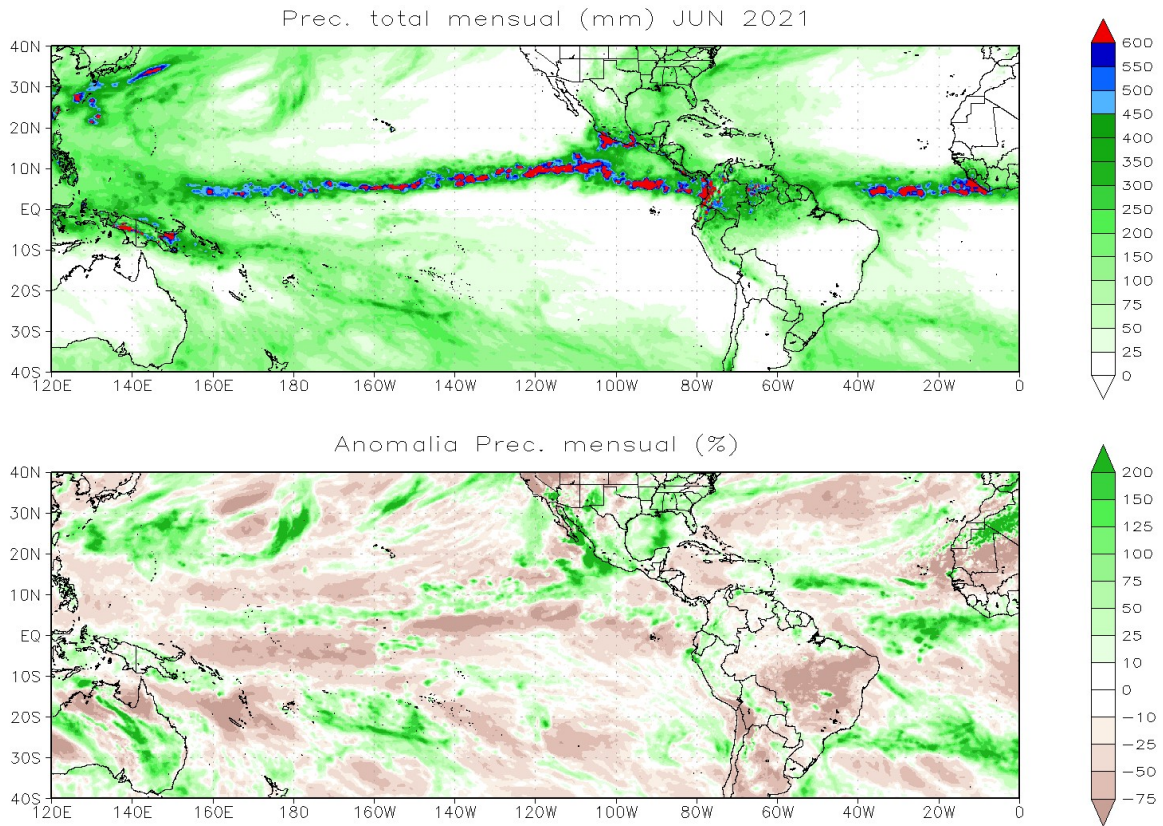 Prec. total mensual (mm) JUN 2021
40N
30N
20N
10N
EQ
10S
20S
30S
40S
120E 140E 160E 180 160W 140W 120W 100W 80W 60W 40W 20W 0
600
550
500
450
400
350
300
250
200
150
100
75
50
25
0
Anomalia Prec. mensual (%)
40N
30N
20N
10N
EQ
10S
20S
30S
40S
120E 140E 160E 180 160W 140W 120W 100W 80W 60W 40W 20W 0
200
150
125
100
75
50
25
10
0
−10
−25
−50
−75